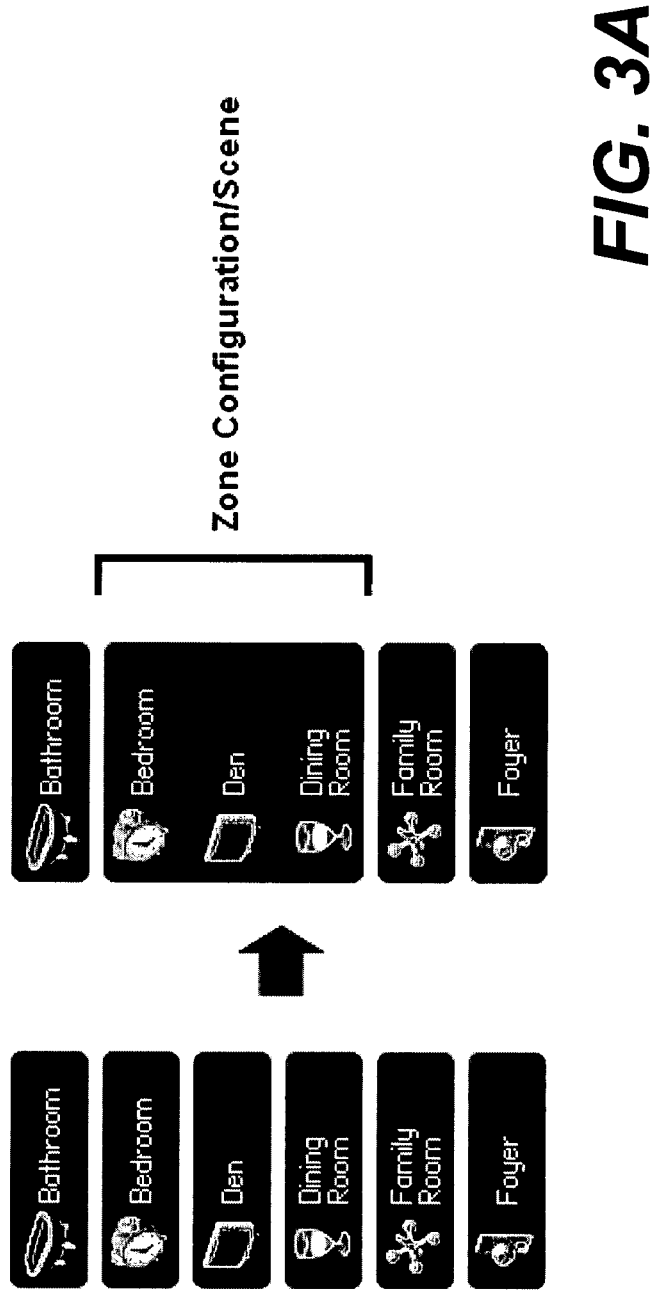 Bathroom
Bedroom
Den
Dining
Room
Family
Room
Foyer
Bathroom
Bedroom
Den
Dining
Room
Family
Room
Foyer
Zone Configuration/Scene
FIG. 3A